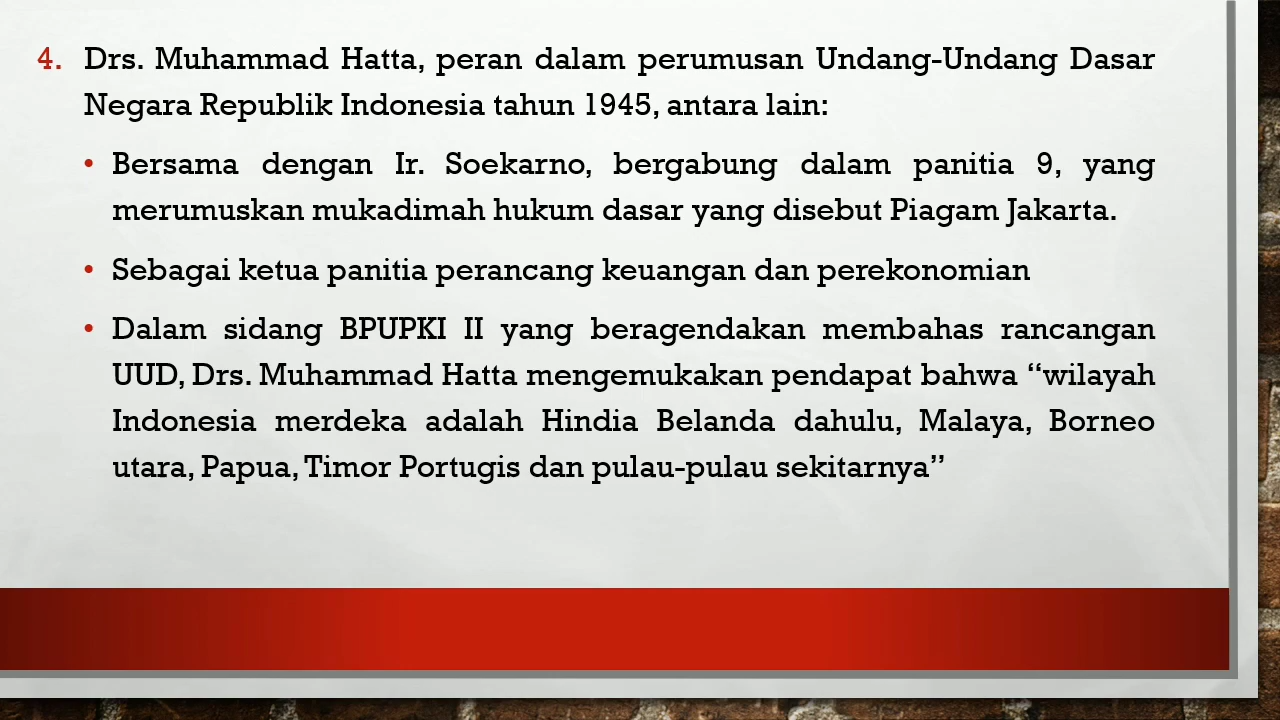 4. Drs. Muhammad Hatta, peran dalam perumusan Undang-Undang Dasar
Negara Republik Indonesia tahun 1945, antara lain:
• Bersama dengan Ir. Soekarno, bergabung dalam panitia 9, yang
merumuskan mukadimah hukum dasar yang disebut Piagam Jakarta.
• Sebagai ketua panitia perancang keuangan dan perekonomian
• Dalam sidang BPUPKI II yang beragendakan membahas rancangan
UUD, Drs. Muhammad Hatta mengemukakan pendapat bahwa “wilayah
Indonesia merdeka adalah Hindia Belanda dahulu, Malaya, Borneo
utara, Papua, Timor Portugis dan pulau-pulau sekitarnya”